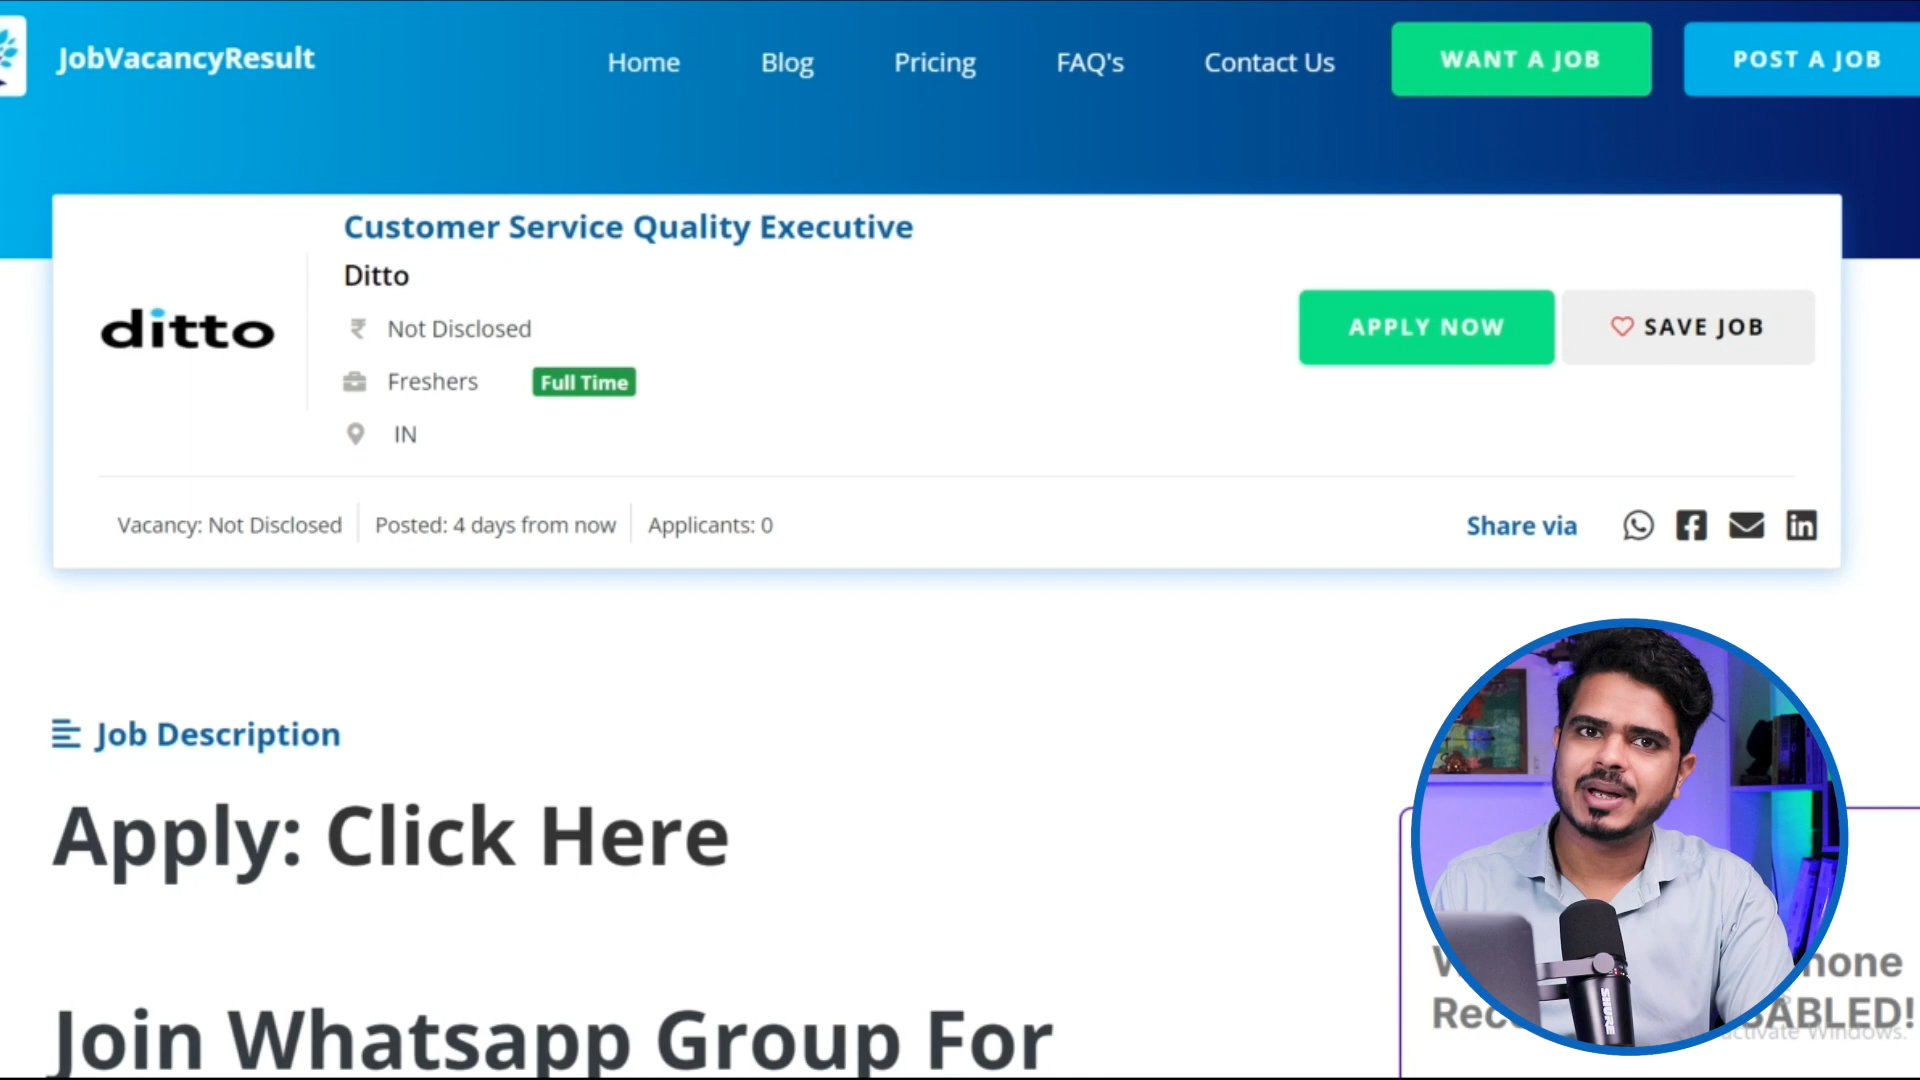 JobVacancyResult
Home
Blog
Pricing
FAQ's
Contact Us
WANT A JOB
POST A JOB
ditto
Customer Service Quality Executive
Ditto
₹ Not Disclosed
Freshers
Full Time
IN
APPLY NOW
SAVE JOB
Vacancy: Not Disclosed
Posted: 4 days from now
Applicants: 0
Share via
Job Description
Apply: Click Here
Join Whatsapp Group For
SHURE
Windows.